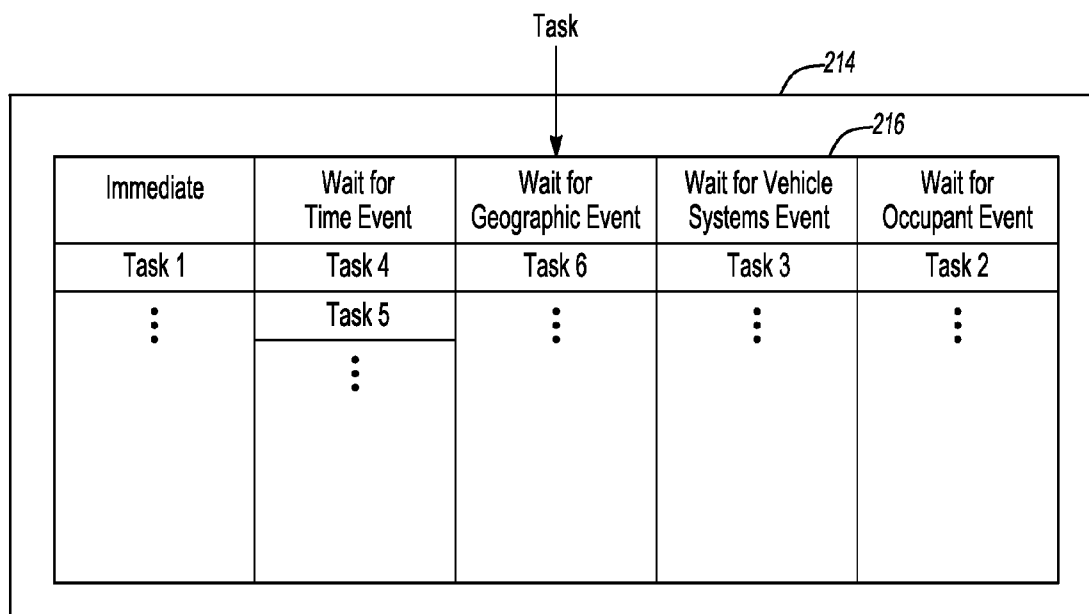 Task
214
216
Immediate
Wait for
Time Event
Wait for
Geographic Event
Wait for Vehicle
Systems Event
Wait for
Occupant Event
Task 1
Task 4
Task 6
Task 3
Task 2
Task 5